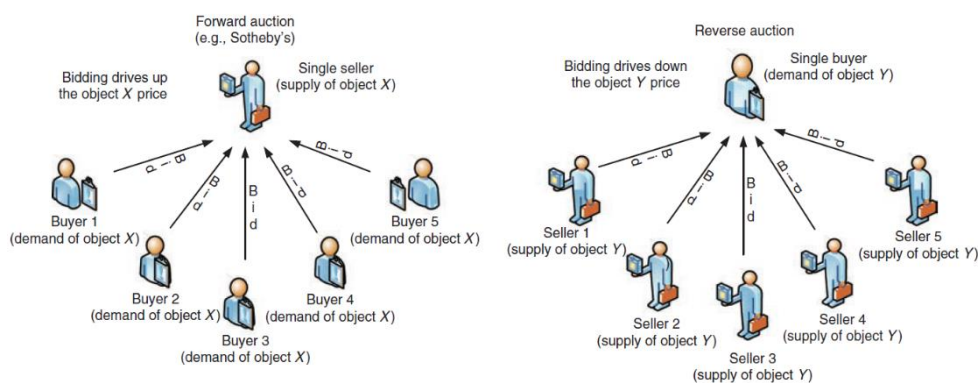 Forward auction
(e.g., Sotheby's)
Bidding drives up
the object X price
Single seller
(supply of object X)
Bid
Bid
Bid
Bid
Bid
Buyer 1
(demand of object X)
Buyer 2
(demand of object X)
Buyer 3
(demand of object X)
Buyer 4
(demand of object X)
Buyer 5
(demand of object X)
Reverse auction
Bidding drives down
the object Y price
Single buyer
(demand of object Y)
Bid
Bid
Bid
Bid
Bid
Seller 1
(supply of object Y)
Seller 2
(supply of object Y)
Seller 3
(supply of object Y)
Seller 4
(supply of object Y)
Seller 5
(supply of object Y)